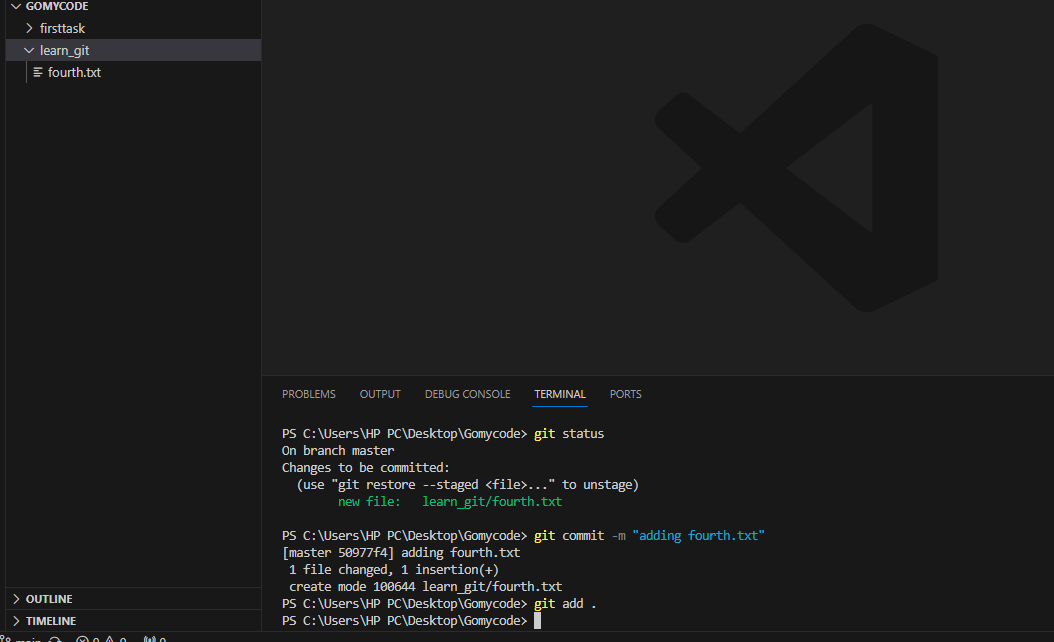 GOMYCODE
firsttask
learn_git
fourth.txt
PROBLEMS OUTPUT DEBUG CONSOLE TERMINAL PORTS
PS C:\Users\HP PC\Desktop\Gomycode> git status
On branch master
Changes to be committed:
  (use "git restore --staged <file>..." to unstage)
        new file:   learn_git/fourth.txt
PS C:\Users\HP PC\Desktop\Gomycode> git commit -m "adding fourth.txt"
[master 50977f4] adding fourth.txt
 1 file changed, 1 insertion(+)
 create mode 100644 learn_git/fourth.txt
PS C:\Users\HP PC\Desktop\Gomycode> git add .
PS C:\Users\HP PC\Desktop\Gomycode>
OUTLINE
TIMELINE